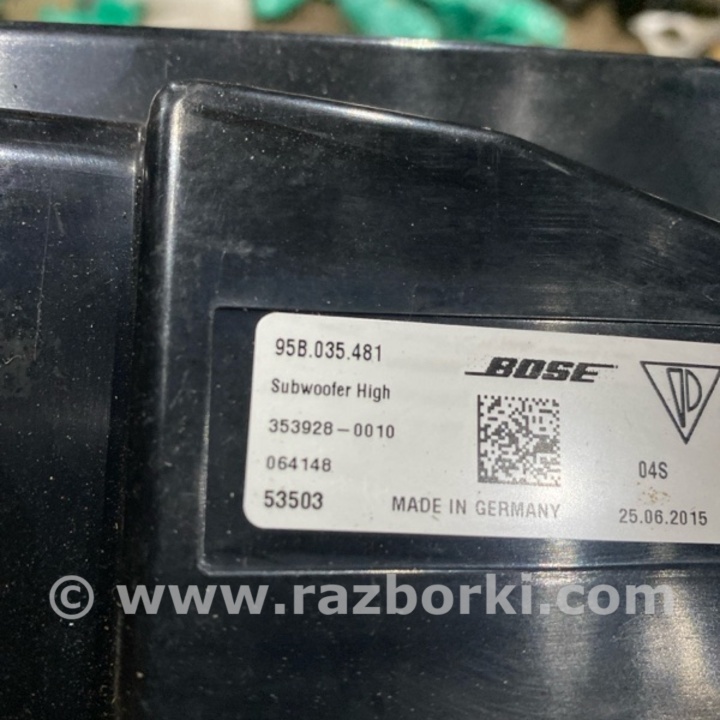 95B.035.481
BOSE
Subwoofer High
353928-0010
064148
04S
53503
MADE IN GERMANY
25.06.2015
© www.razborki.com